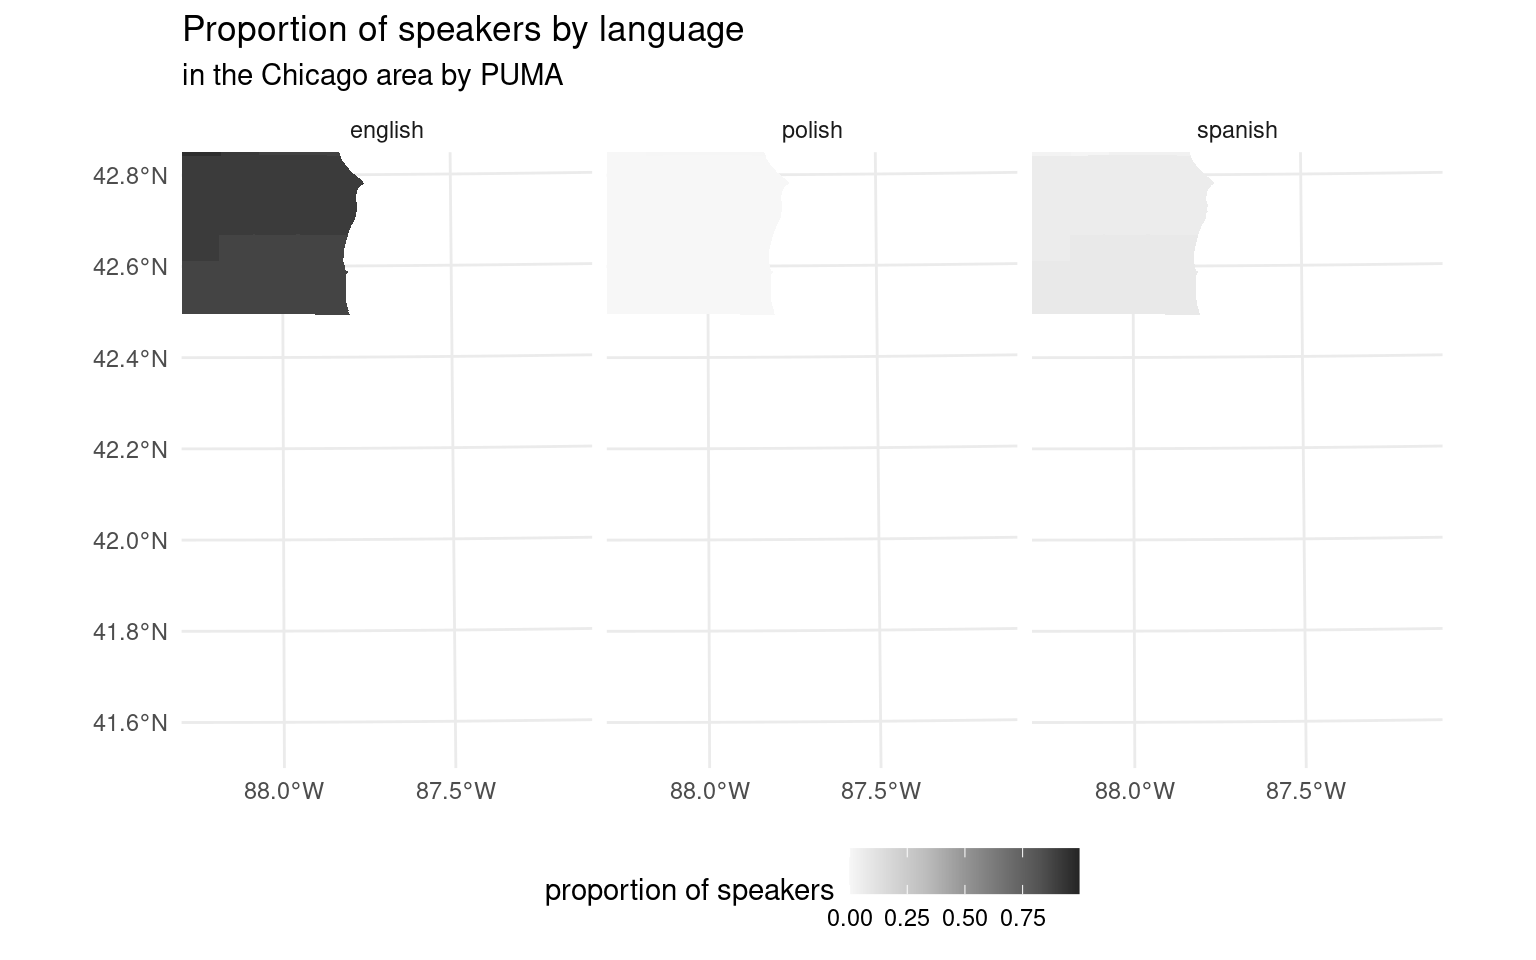 Proportion of speakers by language
in the Chicago area by PUMA
english polish spanish
42.8°N
42.6°N
42.4°N
42.2°N
42.0°N
41.8°N
41.6°N
88.0°W 87.5°W 88.0°W 87.5°W 88.0°W 87.5°W
proportion of speakers
0.00 0.25 0.50 0.75